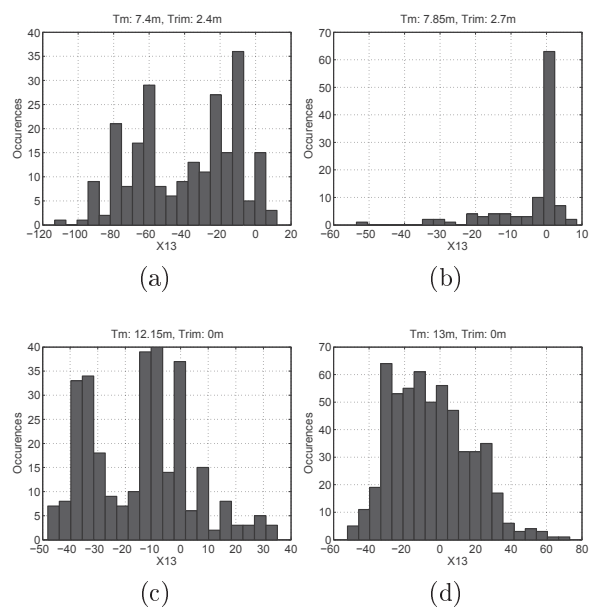 Tm: 7.4m, Trim: 2.4m
40
35
30
25
20
15
10
5
0
Occurences
−120 −100 −80 −60 −40 −20 0 20
X13
(a)
Tm: 7.85m, Trim: 2.7m
70
60
50
40
30
20
10
0
Occurences
−60 −50 −40 −30 −20 −10 0 10
X13
(b)
Tm: 12.15m, Trim: 0m
40
35
30
25
20
15
10
5
0
Occurences
−50 −40 −30 −20 −10 0 10 20 30 40
X13
(c)
Tm: 13m, Trim: 0m
70
60
50
40
30
20
10
0
Occurences
−60 −40 −20 0 20 40 60 80
X13
(d)